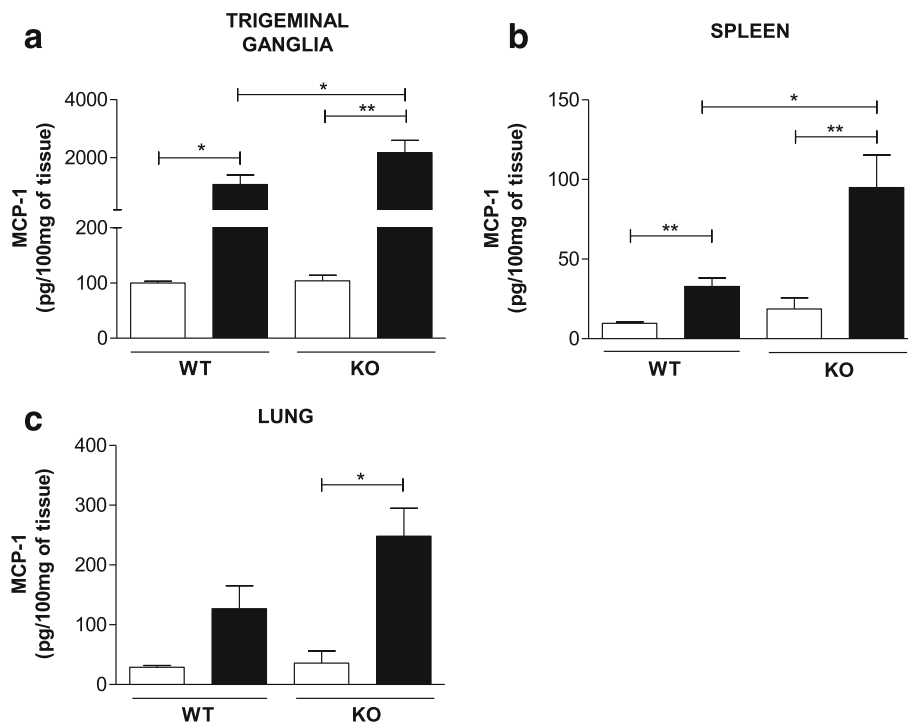 a
TRIGEMINAL
GANGLIA
MCP-1
(pg/100mg of tissue)
4000
2000
200
100
0
*
*
**
WT
KO
b
SPLEEN
MCP-1
(pg/100mg of tissue)
150
100
50
0
**
*
**
WT
KO
c
LUNG
MCP-1
(pg/100mg of tissue)
400
300
200
100
0
*
WT
KO